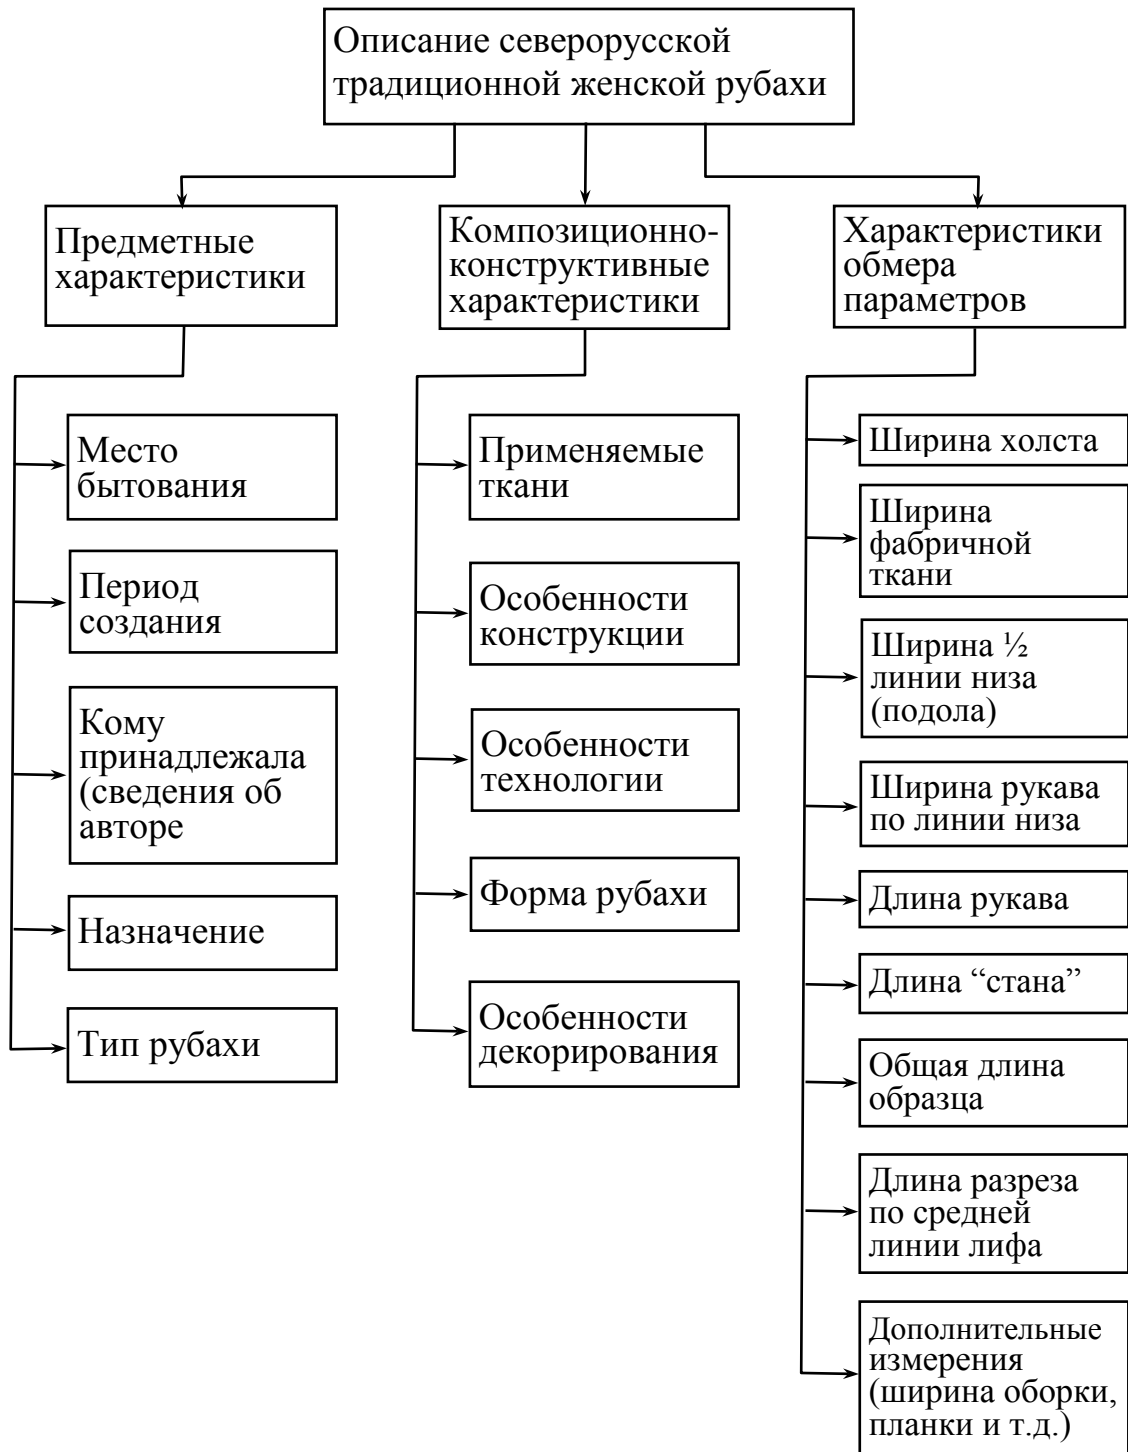 Описание северорусской
традиционной женской рубахи
Предметные
характеристики
Место
бытования
Период
создания
Кому
принадлежала
(сведения об
авторе
Назначение
Тип рубахи
Композиционно-
конструктивные
характеристики
Применяемые
ткани
Особенности
конструкции
Особенности
технологии
Форма рубахи
Особенности
декорирования
Характеристики
обмера
параметров
Ширина холста
Ширина
фабричной
ткани
Ширина ½
линии низа
(подола)
Ширина рукава
по линии низа
Длина рукава
Длина “стана”
Общая длина
образца
Длина разреза
по средней
линии лифа
Дополнительные
измерения
(ширина оборки,
планки и т.д.)